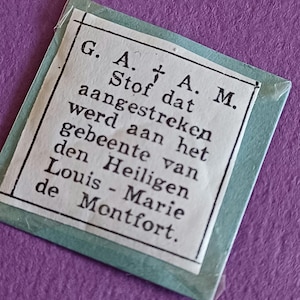 G. A. † A. M.
Stof dat
aangestreken
werd aan het
gebeente van
den Heiligen
Louis - Marie
de Montfort.